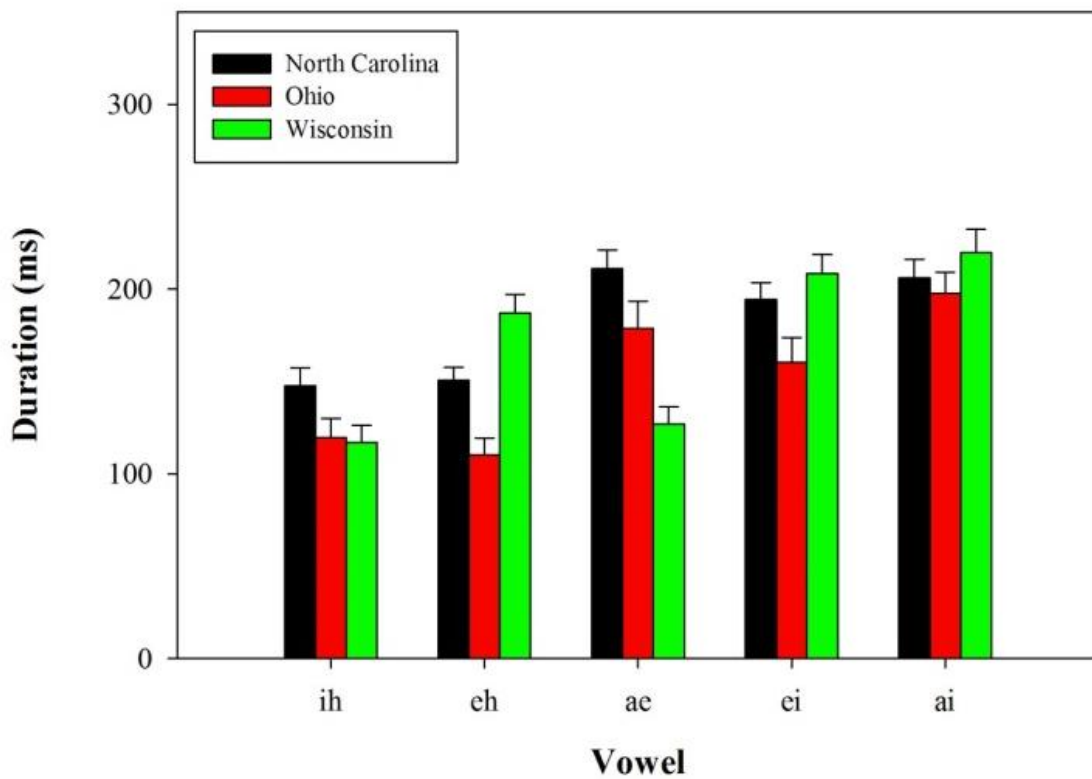 North Carolina
Ohio
Wisconsin
300
200
100
0
Duration (ms)
ih eh ae ei ai
Vowel